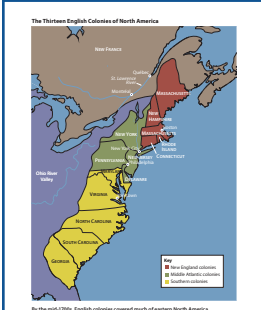 The Thirteen English Colonies of North America
NEW FRANCE
Quebec
St. Lawrence
River
Montreal
MASSACHUSETTS
NEW
HAMPSHIRE
NEW YORK
MASSACHUSETTS
Boston
RHODE
ISLAND
CONNECTICUT
New York City
PENNSYLVANIA
NEW JERSEY
Philadelphia
Ohio River
Valley
MARYLAND
DELAWARE
VIRGINIA
NORTH CAROLINA
SOUTH CAROLINA
GEORGIA
Key
New England colonies
Middle Atlantic colonies
Southern colonies
By the mid-1700s, English colonies covered much of eastern North America.